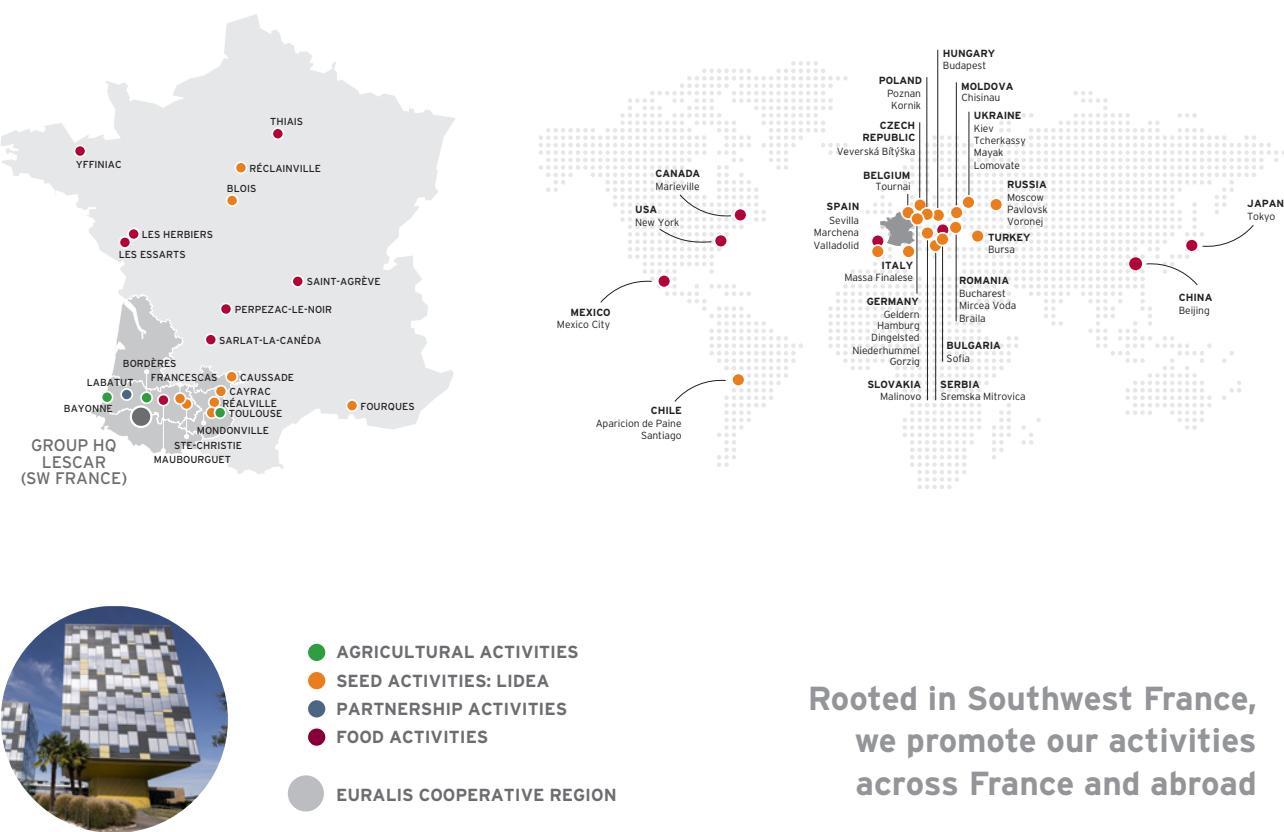 THIAIS
YFFINIAC
RÉCLAINVILLE
BLOIS
LES HERBIERS
LES ESSARTS
SAINT-AGRÈVE
PERPEZAC-LE-NOIR
SARLAT-LA-CANÉDA
BORDÈRES
FRANCESCAS
CAUSSADE
LABATUT
CAYRAC
RÉALVILLE
BAYONNE
TOULOUSE
FOURQUES
MONDONVILLE
STE-CHRISTIE
MAUBOURGUET
GROUP HQ
LESCAR
(SW FRANCE)
HUNGARY
Budapest
POLAND
Poznan
Kornik
MOLDOVA
Chisinau
UKRAINE
Kiev
Tcherkassy
Mayak
Lomovate
CZECH
REPUBLIC
Veverská Bítýška
BELGIUM
Tournai
RUSSIA
Moscow
Pavlovsk
Voronej
CANADA
Marieville
USA
New York
SPAIN
Sevilla
Marchena
Valladolid
TURKEY
Bursa
JAPAN
Tokyo
ITALY
Massa Finalese
ROMANIA
Bucharest
Mircea Voda
Braila
CHINA
Beijing
MEXICO
Mexico City
GERMANY
Geldern
Hamburg
Dingelsted
Niederhummel
Gorzig
BULGARIA
Sofia
SLOVAKIA
Malinovo
SERBIA
Sremska Mitrovica
CHILE
Aparicion de Paine
Santiago
AGRICULTURAL ACTIVITIES
SEED ACTIVITIES: LIDEA
PARTNERSHIP ACTIVITIES
FOOD ACTIVITIES
EURALIS COOPERATIVE REGION
Rooted in Southwest France,
we promote our activities
across France and abroad